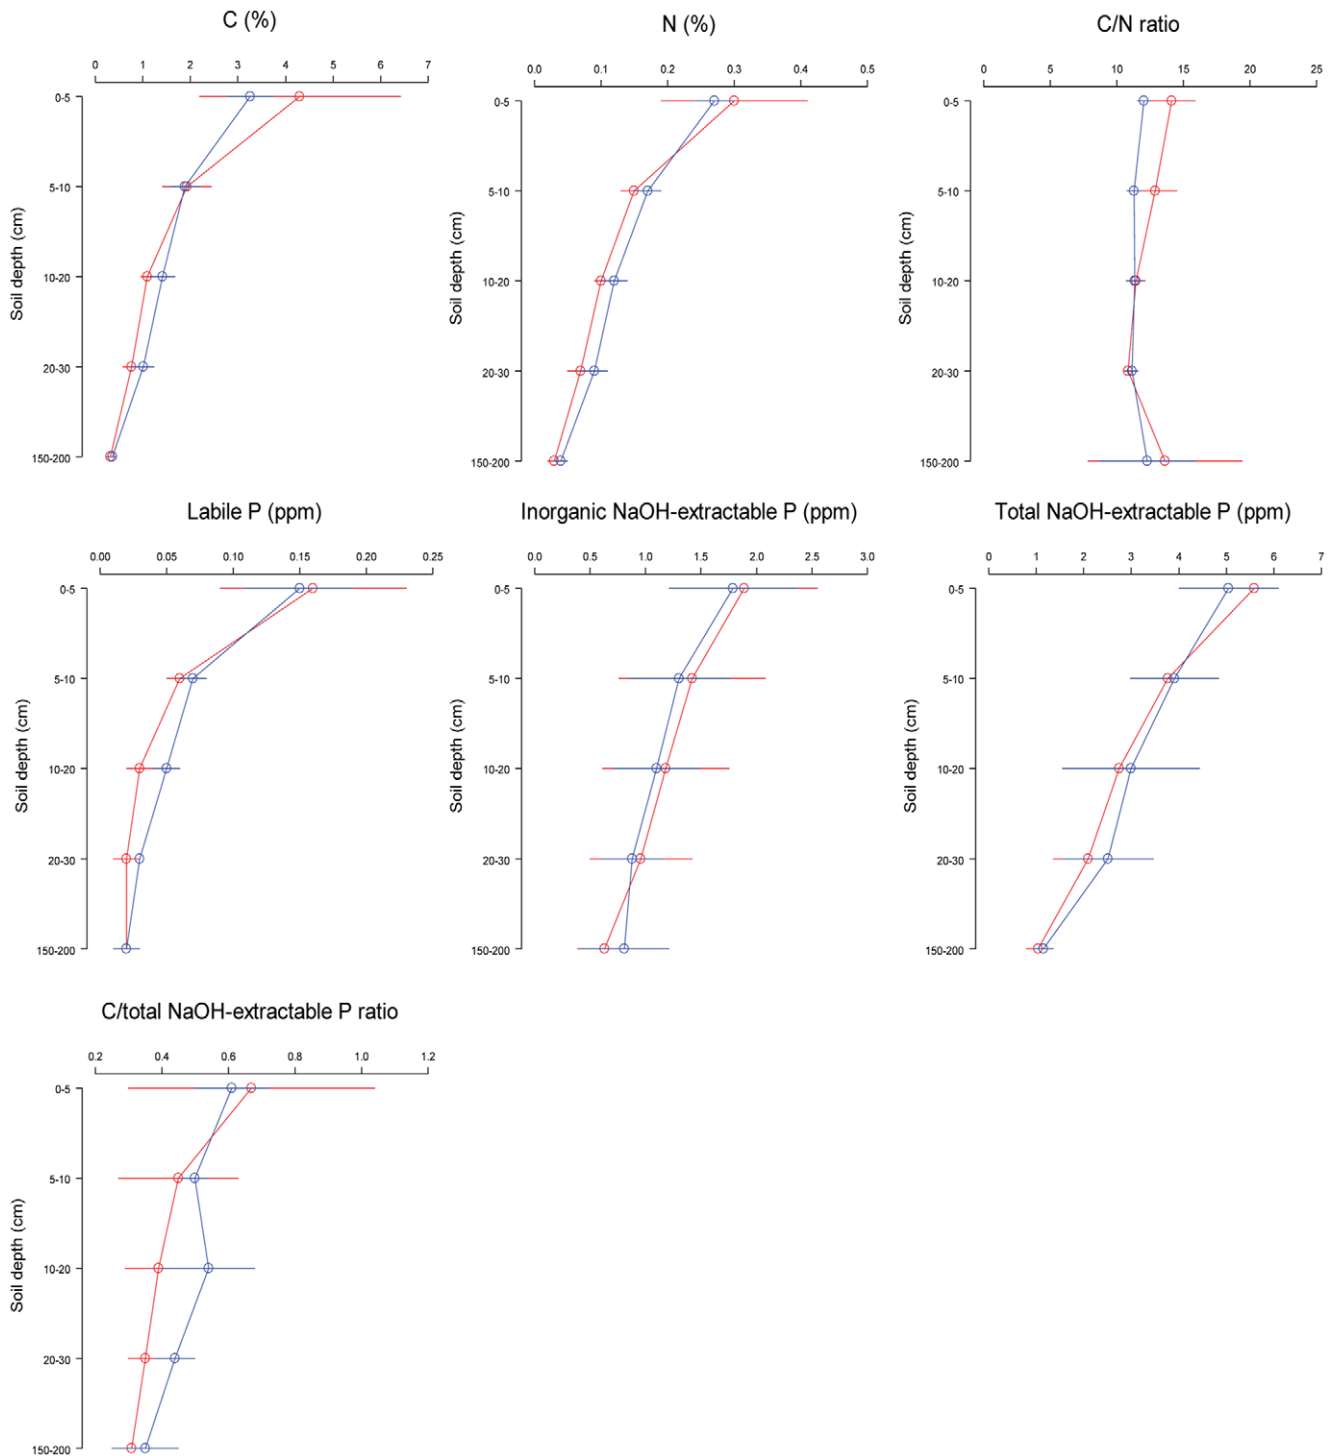 C (%)
0 1 2 3 4 5 6 7
0-5
5-10
10-20
20-30
150-200
Soil depth (cm)
N (%)
0.0 0.1 0.2 0.3 0.4 0.5
0-5
5-10
10-20
20-30
150-200
Soil depth (cm)
C/N ratio
0 5 10 15 20 25
0-5
5-10
10-20
20-30
150-200
Soil depth (cm)
Labile P (ppm)
0.00 0.05 0.10 0.15 0.20 0.25
0-5
5-10
10-20
20-30
150-200
Soil depth (cm)
Inorganic NaOH-extractable P (ppm)
0.0 0.5 1.0 1.5 2.0 2.5 3.0
0-5
5-10
10-20
20-30
150-200
Soil depth (cm)
Total NaOH-extractable P (ppm)
0 1 2 3 4 5 6 7
0-5
5-10
10-20
20-30
150-200
Soil depth (cm)
C/total NaOH-extractable P ratio
0.2 0.4 0.6 0.8 1.0 1.2
0-5
5-10
10-20
20-30
150-200
Soil depth (cm)